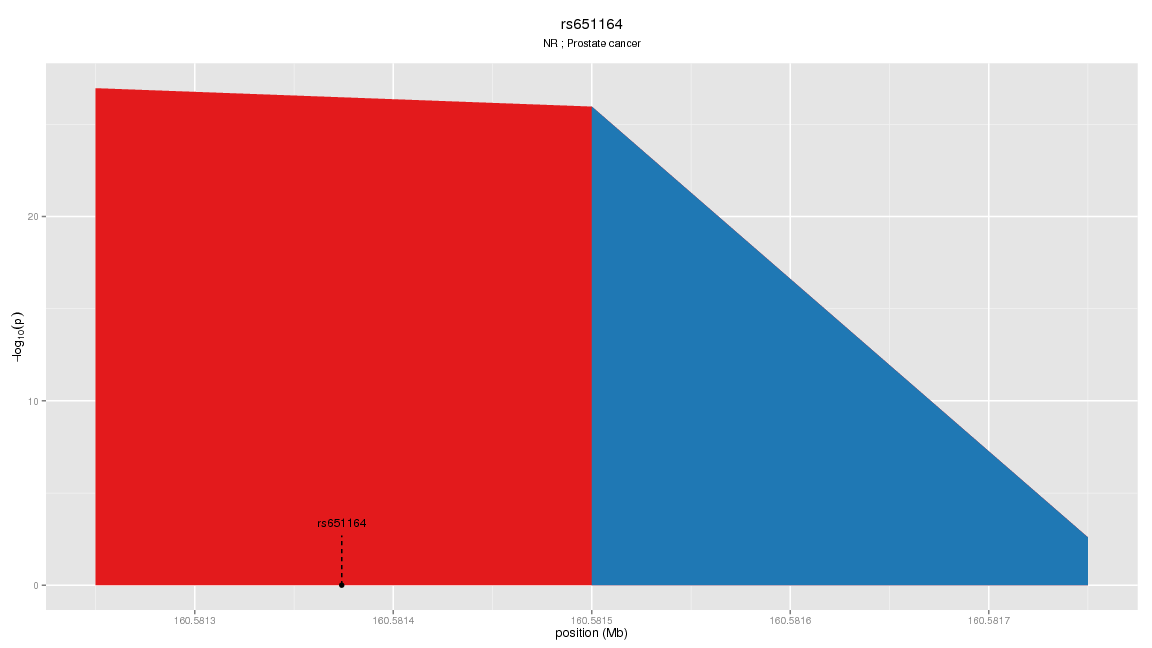 rs651164
NR ; Prostate cancer
−log10(p)
20
10
0
rs651164
160.5813
160.5814
160.5815
160.5816
160.5817
position (Mb)